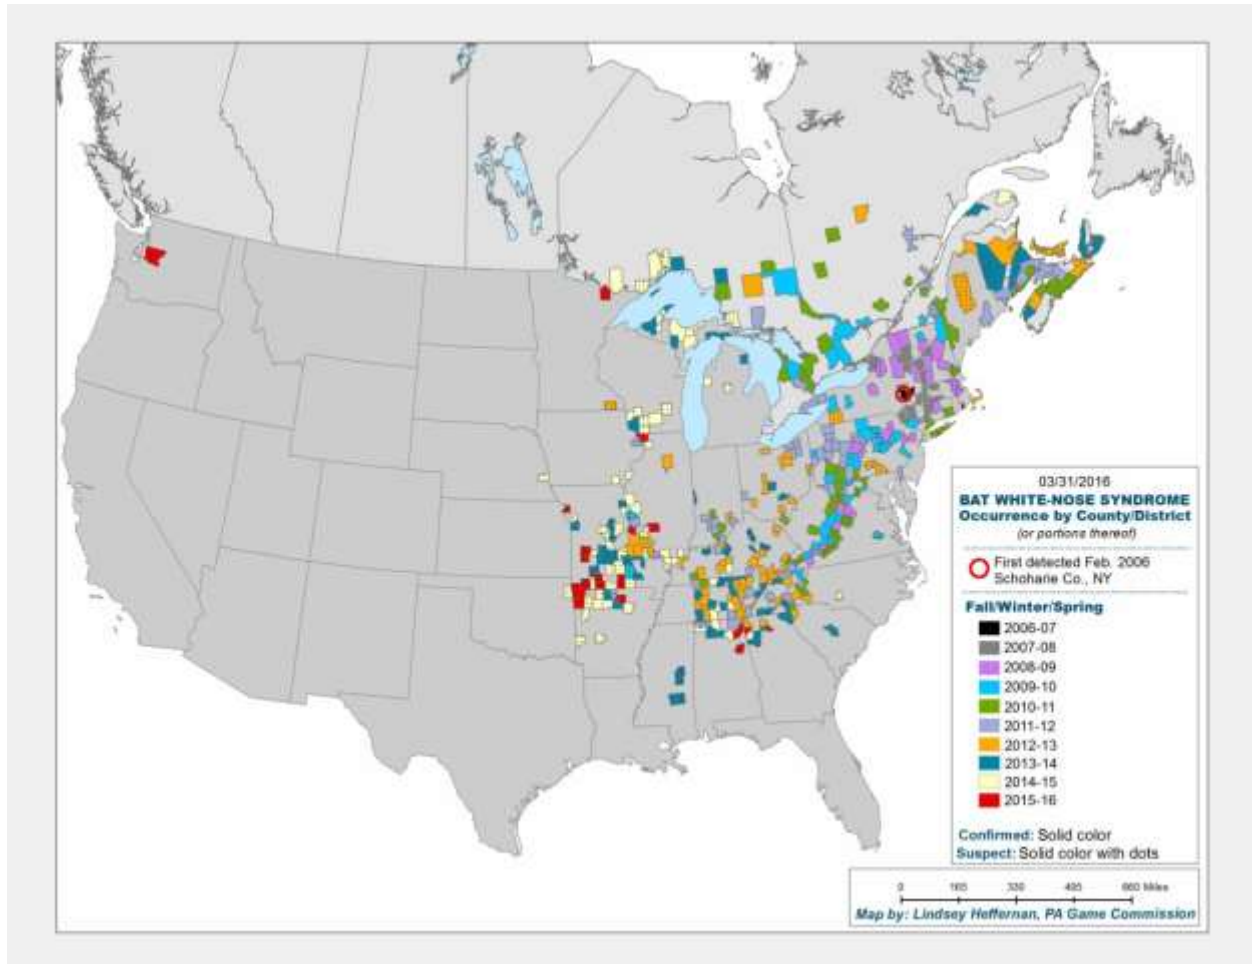 03/31/2016
BAT WHITE-NOSE SYNDROME
Occurrence by County/District
(or portions thereof)
First detected Feb. 2006
Schoharie Co., NY
Fall/Winter/Spring
2006-07
2007-08
2008-09
2009-10
2010-11
2011-12
2012-13
2013-14
2014-15
2015-16
Confirmed: Solid color
Suspect: Solid color with dots
0 165 330 495 660 Miles
Map by: Lindsey Heffernan, PA Game Commission